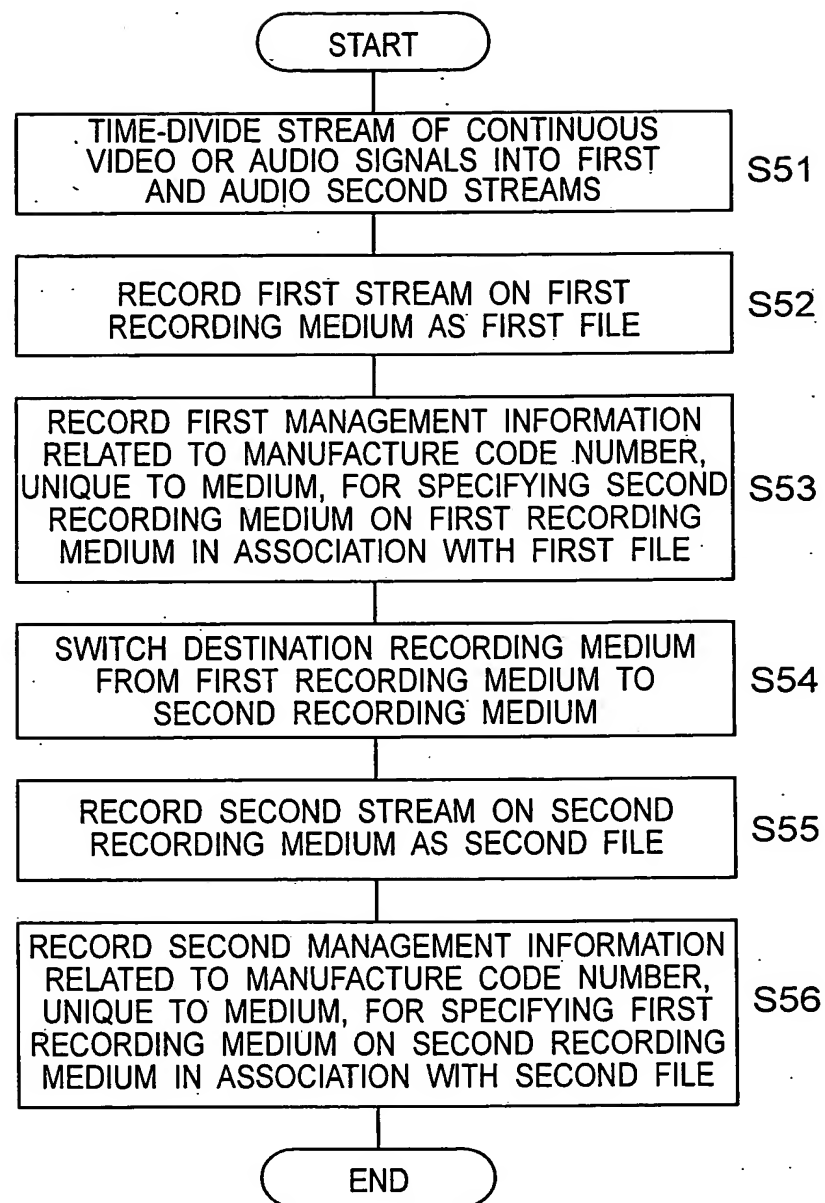 START
TIME-DIVIDE STREAM OF CONTINUOUS
VIDEO OR AUDIO SIGNALS INTO FIRST
AND AUDIO SECOND STREAMS
S51
RECORD FIRST STREAM ON FIRST
RECORDING MEDIUM AS FIRST FILE
S52
RECORD FIRST MANAGEMENT INFORMATION
RELATED TO MANUFACTURE CODE NUMBER,
UNIQUE TO MEDIUM, FOR SPECIFYING SECOND
RECORDING MEDIUM ON FIRST RECORDING
MEDIUM IN ASSOCIATION WITH FIRST FILE
S53
SWITCH DESTINATION RECORDING MEDIUM
FROM FIRST RECORDING MEDIUM TO
SECOND RECORDING MEDIUM
S54
RECORD SECOND STREAM ON SECOND
RECORDING MEDIUM AS SECOND FILE
S55
RECORD SECOND MANAGEMENT INFORMATION
RELATED TO MANUFACTURE CODE NUMBER,
UNIQUE TO MEDIUM, FOR SPECIFYING FIRST
RECORDING MEDIUM ON SECOND RECORDING
MEDIUM IN ASSOCIATION WITH SECOND FILE
S56
END